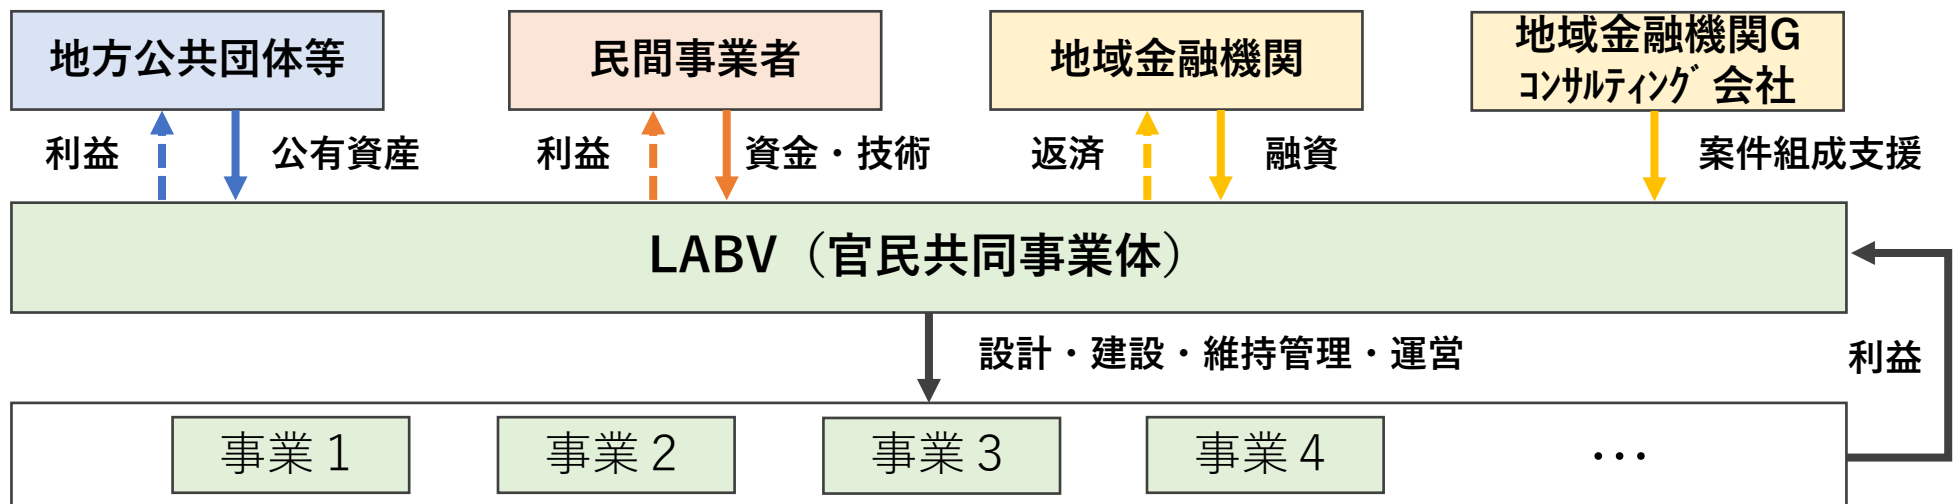 地方公共団体等
民間事業者
地域金融機関
地域金融機関G
ｺﾝｻﾙﾃｨﾝｸﾞ 会社
利益
公有資産
利益
資金・技術
返済
融資
案件組成支援
LABV（官民共同事業体）
設計・建設・維持管理・運営
利益
事業１
事業２
事業３
事業４
・・・